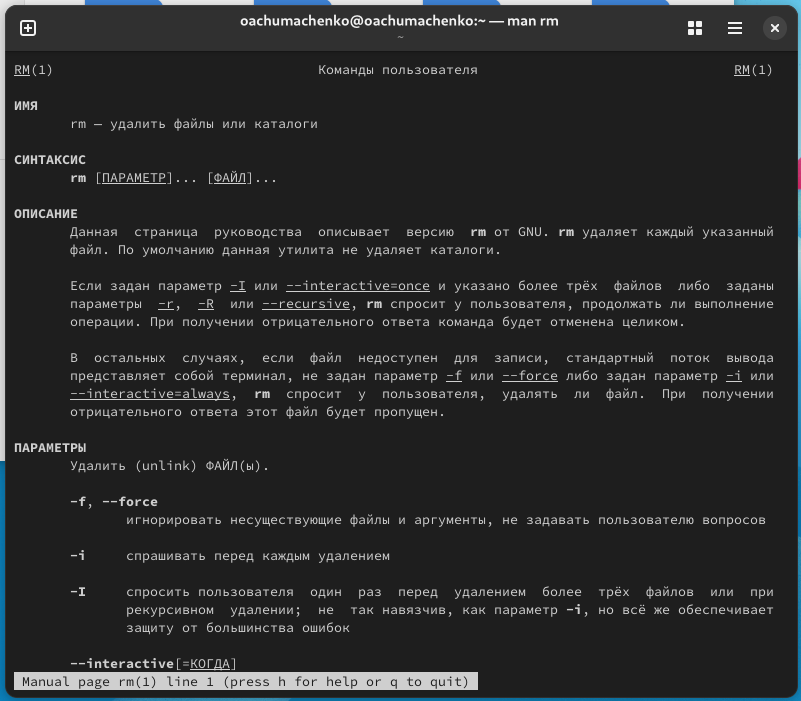 oachumachenko@oachumachenko:~ — man rm
~
RM(1) Команды пользователя RM(1)
ИМЯ
rm — удалить файлы или каталоги
СИНТАКСИС
rm [ПАРАМЕТР]... [ФАЙЛ]...
ОПИСАНИЕ
Данная страница руководства описывает версию rm от GNU. rm удаляет каждый указанный
файл. По умолчанию данная утилита не удаляет каталоги.
Если задан параметр -I или --interactive=once и указано более трёх файлов либо заданы
параметры -r, -R или --recursive, rm спросит у пользователя, продолжать ли выполнение
операции. При получении отрицательного ответа команда будет отменена целиком.
В остальных случаях, если файл недоступен для записи, стандартный поток вывода
представляет собой терминал, не задан параметр -f или --force либо задан параметр -i или
--interactive=always, rm спросит у пользователя, удалять ли файл. При получении
отрицательного ответа этот файл будет пропущен.
ПАРАМЕТРЫ
Удалить (unlink) ФАЙЛ(ы).
-f, --force
игнорировать несуществующие файлы и аргументы, не задавать пользователю вопросов
-i спрашивать перед каждым удалением
-I спросить пользователя один раз перед удалением более трёх файлов или при
рекурсивном удалении; не так навязчив, как параметр -i, но всё же обеспечивает
защиту от большинства ошибок
--interactive[=КОГДА]
Manual page rm(1) line 1 (press h for help or q to quit)